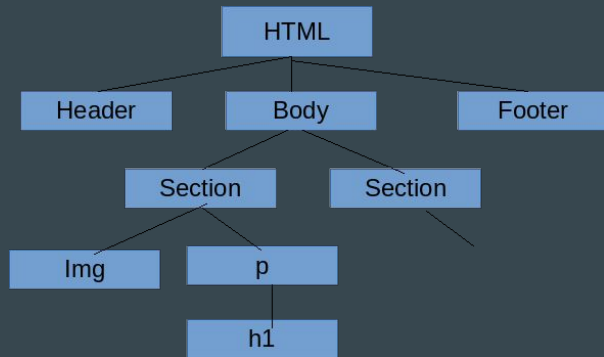 HTML
Header
Body
Footer
Section
Section
Img
p
h1